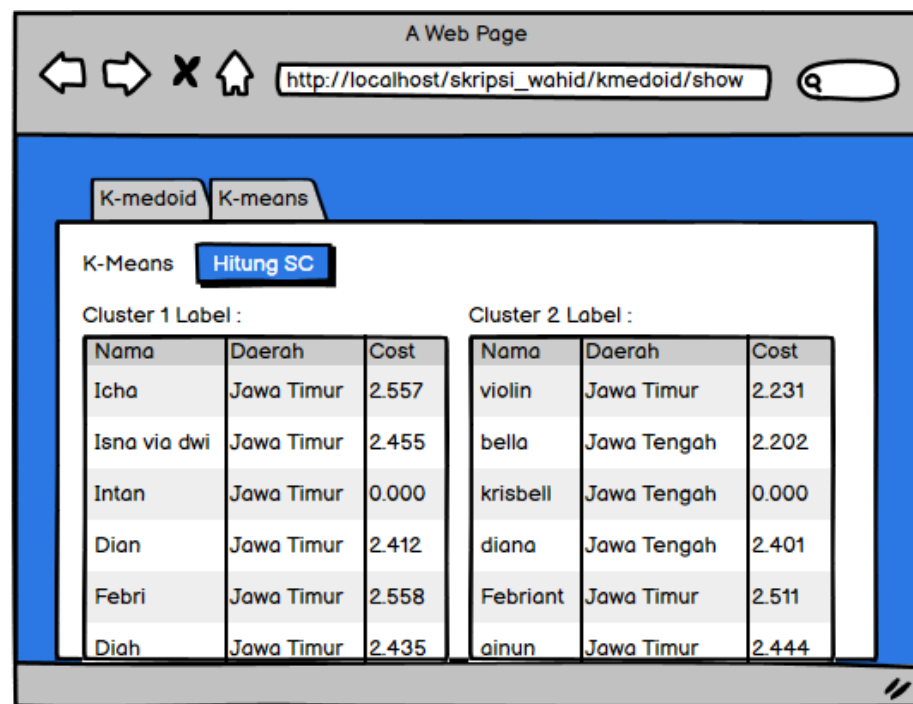 A Web Page
http://localhost/skripsi_wahid/kmedoid/show
K-medoid K-means
K-Means Hitung SC
Cluster 1 Label : Cluster 2 Label :
Nama Daerah Cost Nama Daerah Cost
Icha Jawa Timur 2.557 violin Jawa Timur 2.231
Isna via dwi Jawa Timur 2.455 bella Jawa Tengah 2.202
Intan Jawa Timur 0.000 krisbell Jawa Tengah 0.000
Dian Jawa Timur 2.412 diana Jawa Tengah 2.401
Febri Jawa Timur 2.558 Febriant Jawa Timur 2.511
Diah Jawa Timur 2.435 ainun Jawa Timur 2.444